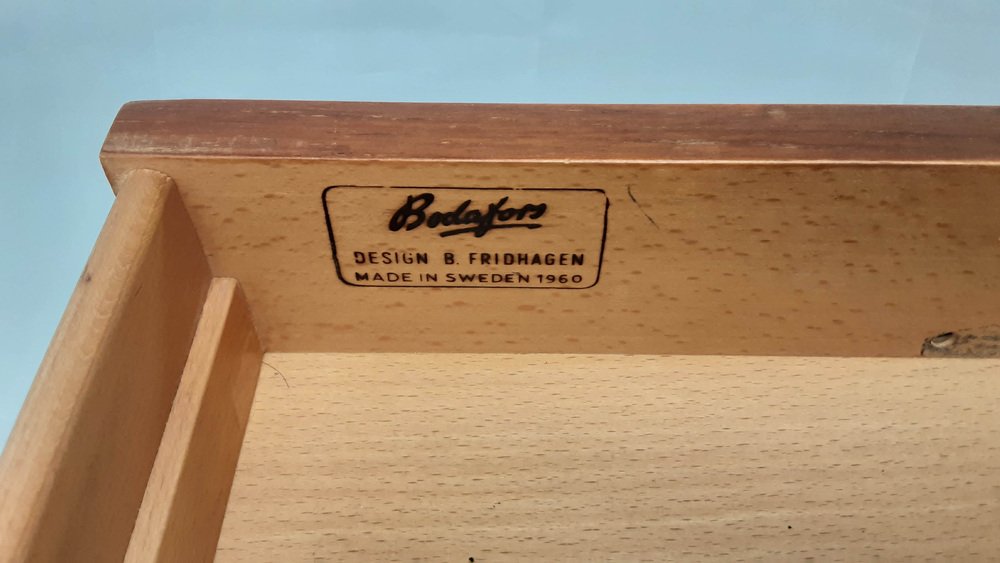 Bodafors
DESIGN B. FRIDHAGEN
MADE IN SWEDEN 1960